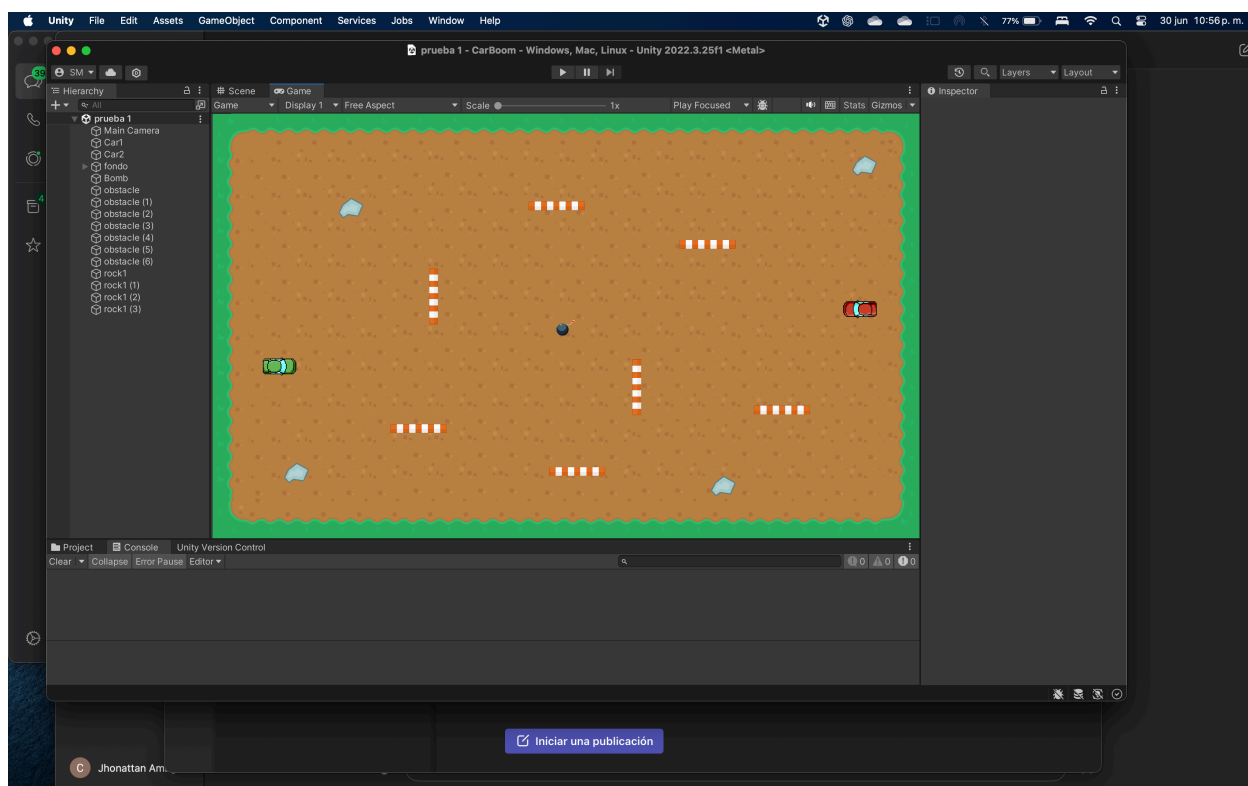 Unity File Edit Assets GameObject Component Services Jobs Window Help 77% 30 jun 10:56 p. m.
prueba 1 - CarBoom - Windows, Mac, Linux - Unity 2022.3.25f1 <Metal>
39
SM Layers Layout
Hierarchy # Scene Game Inspector
All Game Display 1 Free Aspect Scale 1x Play Focused Stats Gizmos
prueba 1
Main Camera
Car1
Car2
fondo
Bomb
obstacle
obstacle (1)
obstacle (2)
obstacle (3)
obstacle (4)
obstacle (5)
obstacle (6)
rock1
rock1 (1)
rock1 (2)
rock1 (3)
4
Project Console Unity Version Control
Clear Collapse Error Pause Editor 0 0 0
Iniciar una publicación
C Jhonattan Am